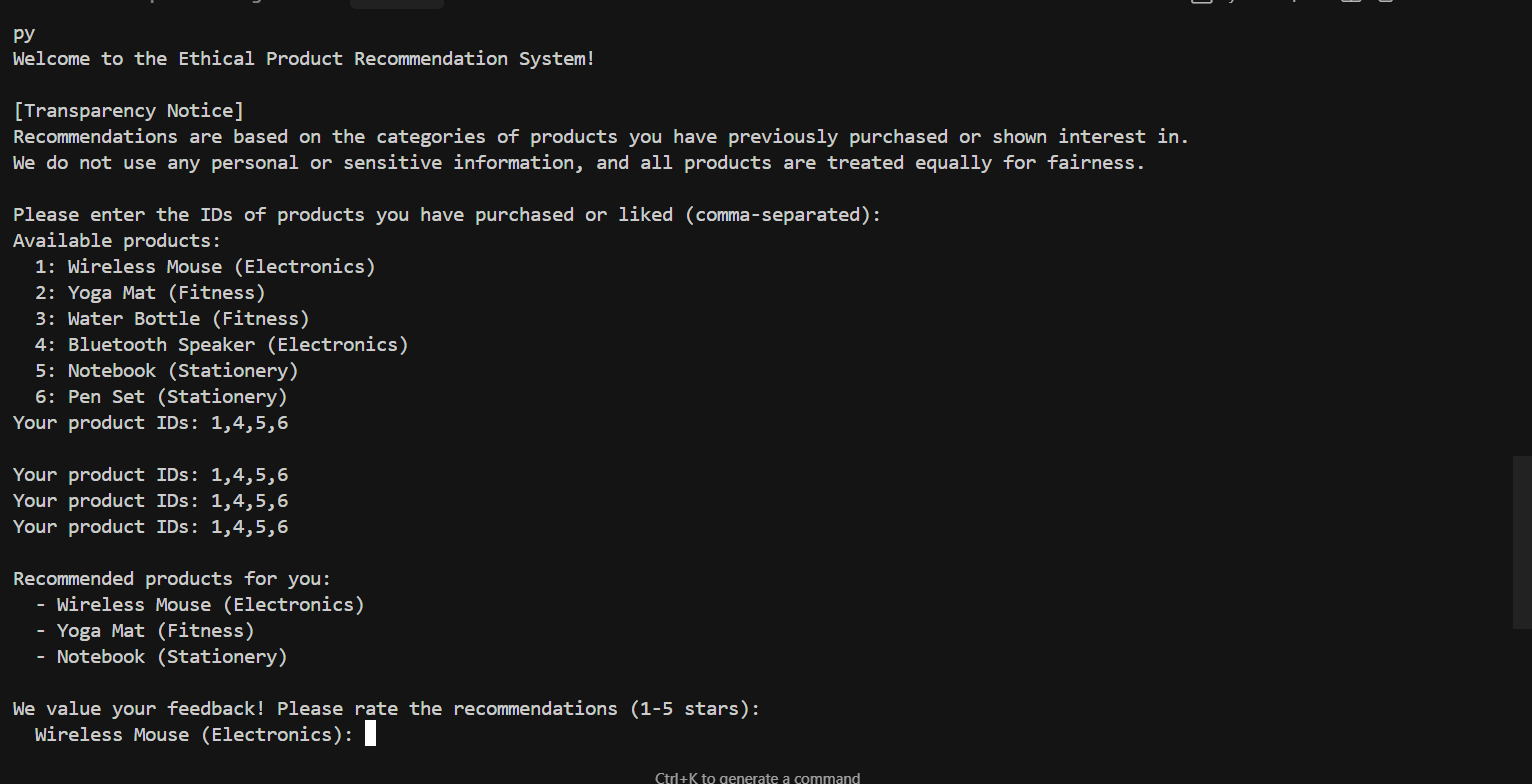 py
Welcome to the Ethical Product Recommendation System!
[Transparency Notice]
Recommendations are based on the categories of products you have previously purchased or shown interest in.
We do not use any personal or sensitive information, and all products are treated equally for fairness.
Please enter the IDs of products you have purchased or liked (comma-separated):
Available products:
1: Wireless Mouse (Electronics)
2: Yoga Mat (Fitness)
3: Water Bottle (Fitness)
4: Bluetooth Speaker (Electronics)
5: Notebook (Stationery)
6: Pen Set (Stationery)
Your product IDs: 1,4,5,6
Your product IDs: 1,4,5,6
Your product IDs: 1,4,5,6
Your product IDs: 1,4,5,6
Recommended products for you:
- Wireless Mouse (Electronics)
- Yoga Mat (Fitness)
- Notebook (Stationery)
We value your feedback! Please rate the recommendations (1-5 stars):
Wireless Mouse (Electronics):
Ctrl+K to generate a command